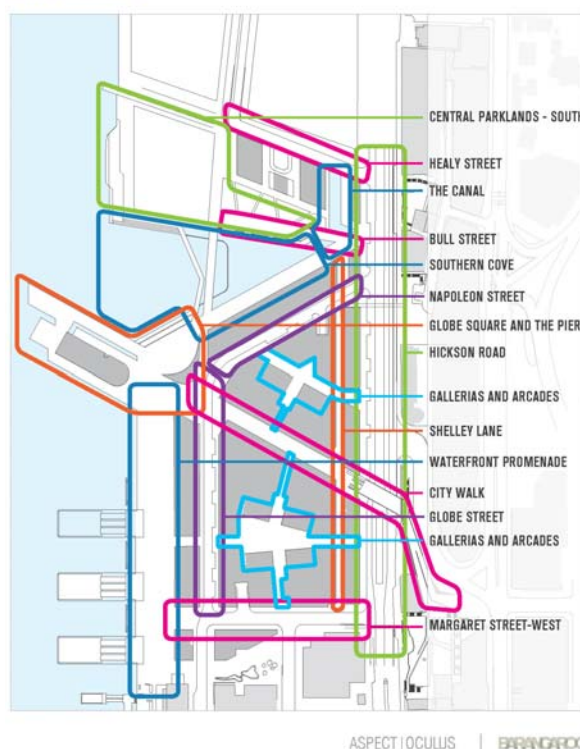 CENTRAL PARKLANDS - SOUTH
HEALY STREET
THE CANAL
BULL STREET
SOUTHERN COVE
NAPOLEON STREET
GLOBE SQUARE AND THE PIER
HICKSON ROAD
GALLERIAS AND ARCADES
SHELLEY LANE
WATERFRONT PROMENADE
CITY WALK
GLOBE STREET
GALLERIAS AND ARCADES
MARGARET STREET-WEST
ASPECT | OCULUS | BARANGAROO